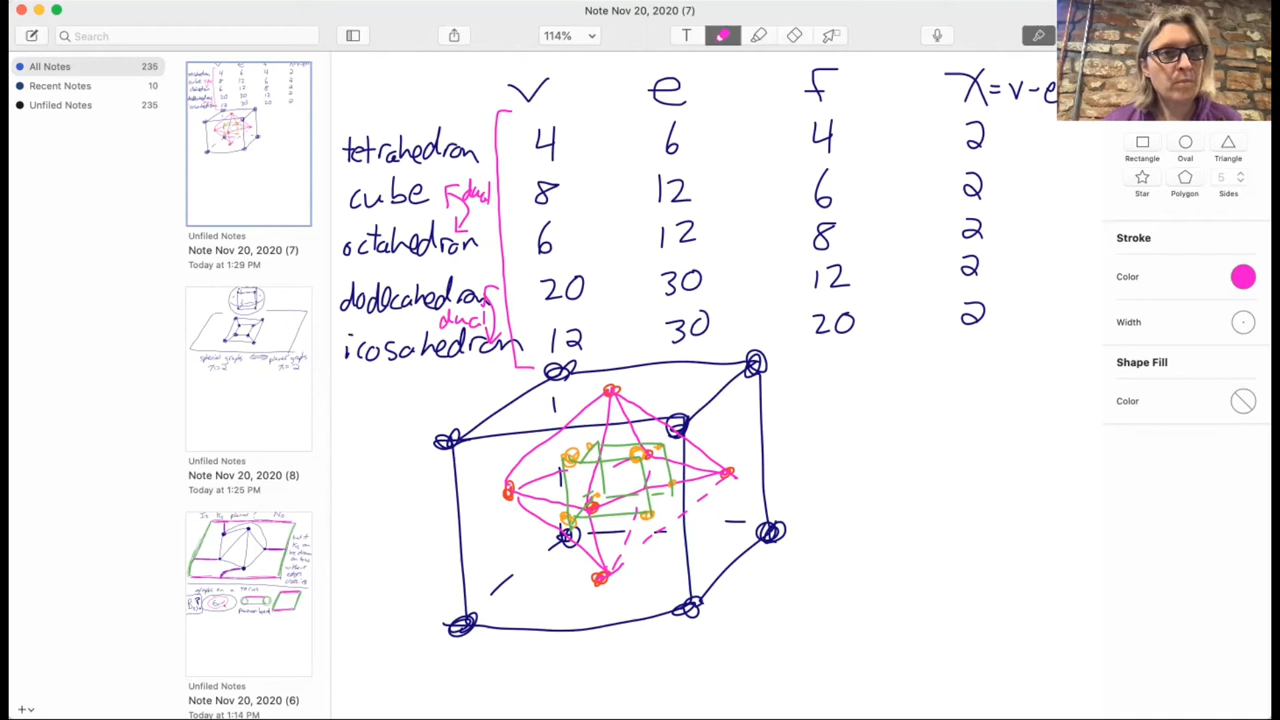 Note Nov 20, 2020 (7)
Search
114%
T
All Notes 235
Recent Notes 10
Unfiled Notes 235
Unfiled Notes
Note Nov 20, 2020 (7)
Today at 1:29 PM
Unfiled Notes
Note Nov 20, 2020 (8)
Today at 1:25 PM
Unfiled Notes
Note Nov 20, 2020 (6)
Today at 1:14 PM
v e f χ=v-e
tetrahedron 4 6 4 2
cube dual 8 12 6 2
octahedron 6 12 8 2
dodecahedron 20 30 12 2
dual
icosahedron 12 30 20 2
Rectangle Oval Triangle
Star Polygon 5 Sides
Stroke
Color
Width
Shape Fill
Color